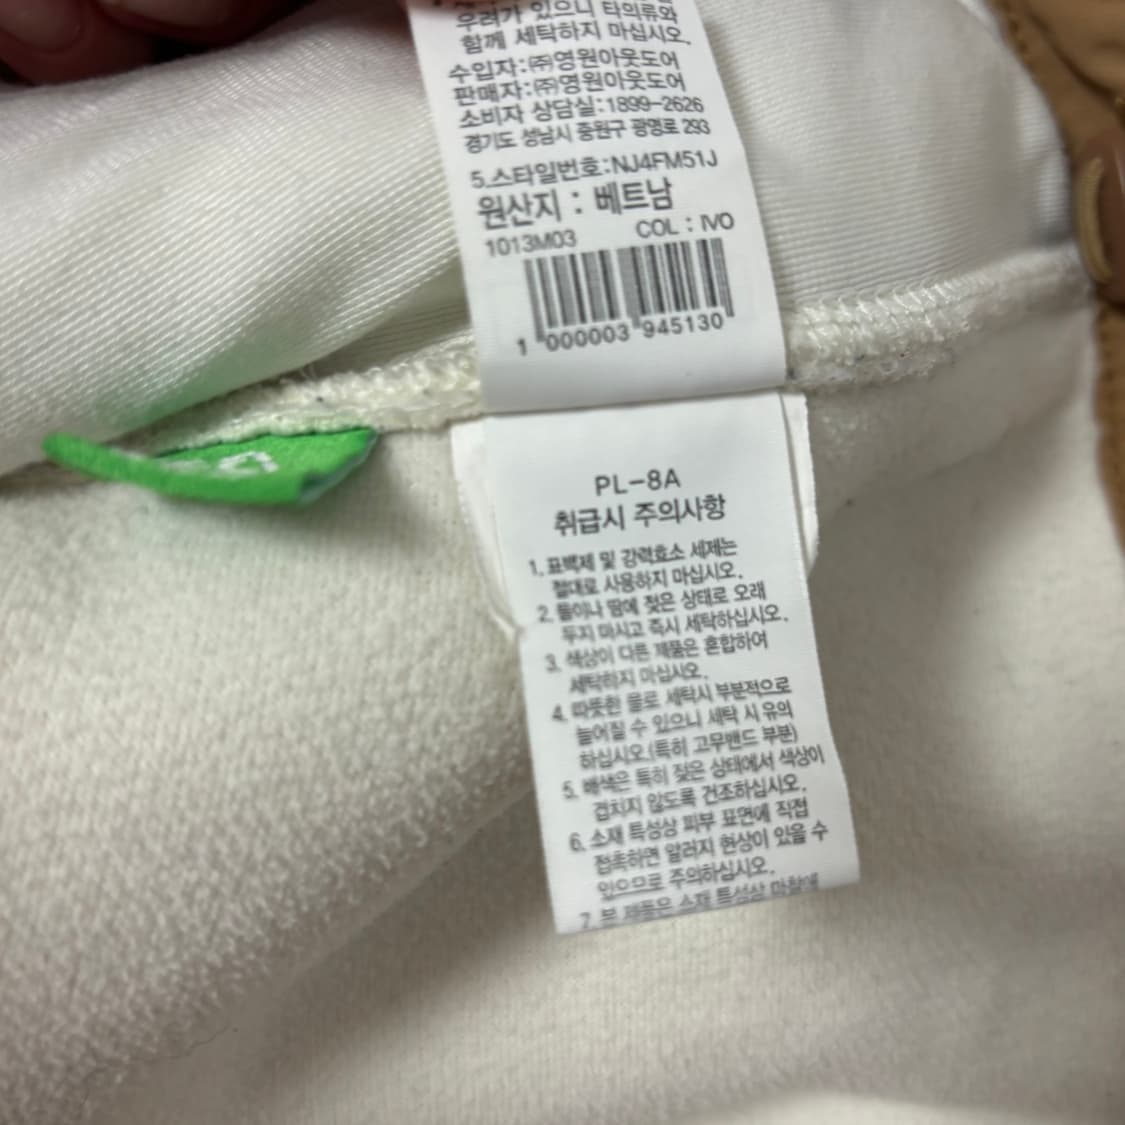 우려가 있으니 타의류와
함께 세탁하지 마십시오.
수입자:㈜영원아웃도어
판매자:㈜영원아웃도어
소비자 상담실:1899-2626
경기도 성남시 중원구 광명로 293
5.스타일번호:NJ4FM51J
원산지 : 베트남
1013M03 COL : IVO
1 000003 945130
PL-8A
취급시 주의사항
1. 표백제 및 강력효소 세제는
절대로 사용하지 마십시오.
2. 물이나 땀에 젖은 상태로 오래
두지 마시고 즉시 세탁하십시오.
3. 색상이 다른 제품은 혼합하여
세탁하지 마십시오.
4. 따뜻한 물로 세탁시 부분적으로
늘어질 수 있으니 세탁 시 유의
하십시오.(특히 고무밴드 부분)
5. 배색은 특히 젖은 상태에서 색상이
겹치지 않도록 건조하십시오.
6. 소재 특성상 피부 표면에 직접
접촉하면 알러지 현상이 있을 수
있으므로 주의하십시오.
7. 본 제품은 소재 특성상 마찰에